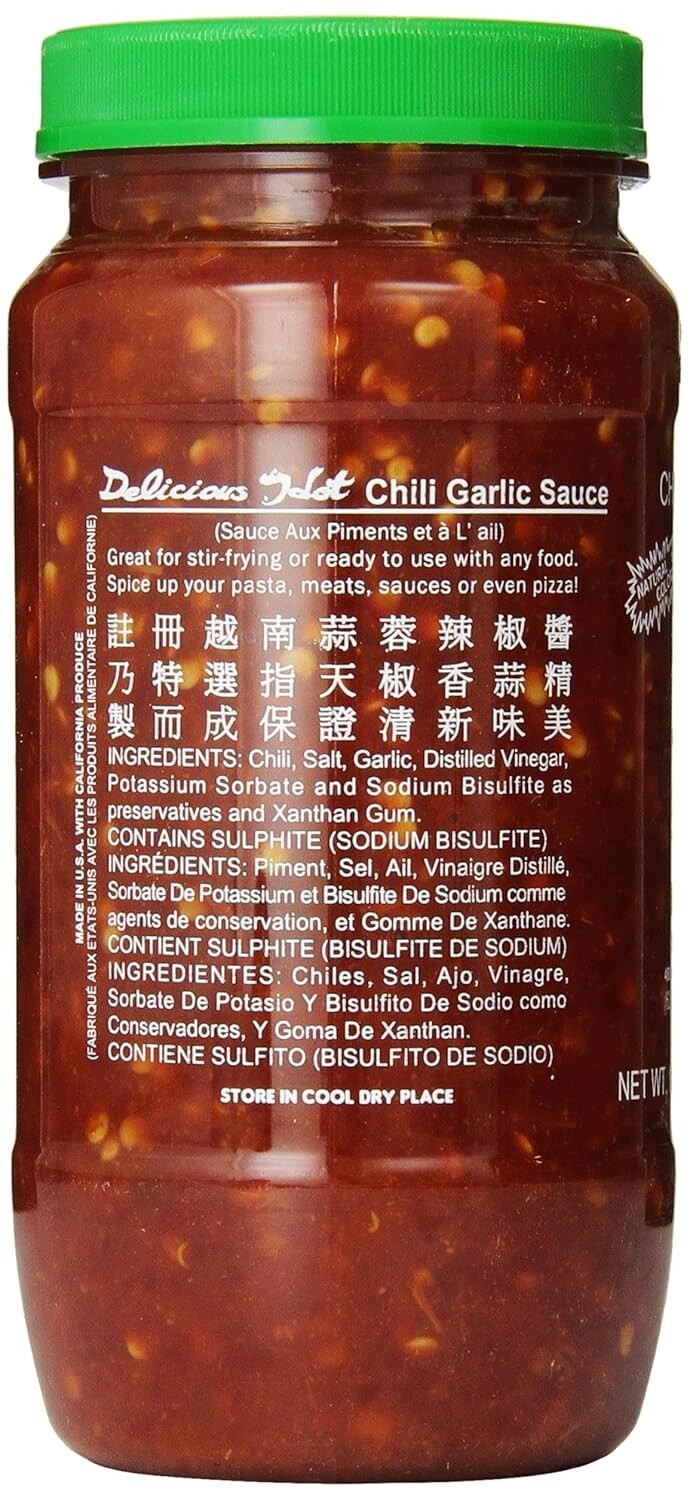 Delicious Hot Chili Garlic Sauce
(Sauce Aux Piments et à L' ail)
Great for stir-frying or ready to use with any food.
Spice up your pasta, meats, sauces or even pizza!
註冊越南蒜蓉辣椒醬
乃特選指天椒香蒜精
製而成保證清新味美
INGREDIENTS: Chili, Salt, Garlic, Distilled Vinegar,
Potassium Sorbate and Sodium Bisulfite as
preservatives and Xanthan Gum.
CONTAINS SULPHITE (SODIUM BISULFITE)
INGRÉDIENTS: Piment, Sel, Ail, Vinaigre Distillé,
Sorbate De Potassium et Bisulfite De Sodium comme
agents de conservation, et Gomme De Xanthane.
CONTIENT SULPHITE (BISULFITE DE SODIUM)
INGREDIENTES: Chiles, Sal, Ajo, Vinagre,
Sorbate De Potasio Y Bisulfito De Sodio como
Conservadores, Y Goma De Xanthan.
CONTIENE SULFITO (BISULFITO DE SODIO)
STORE IN COOL DRY PLACE
MADE IN U.S.A. WITH CALIFORNIA PRODUCE
(FABRIQUÉ AUX ETATS-UNIS AVEC LES PRODUITS ALIMENTAIRE DE CALIFORNIE)
CH
NATURAL
COLO
NET WT.